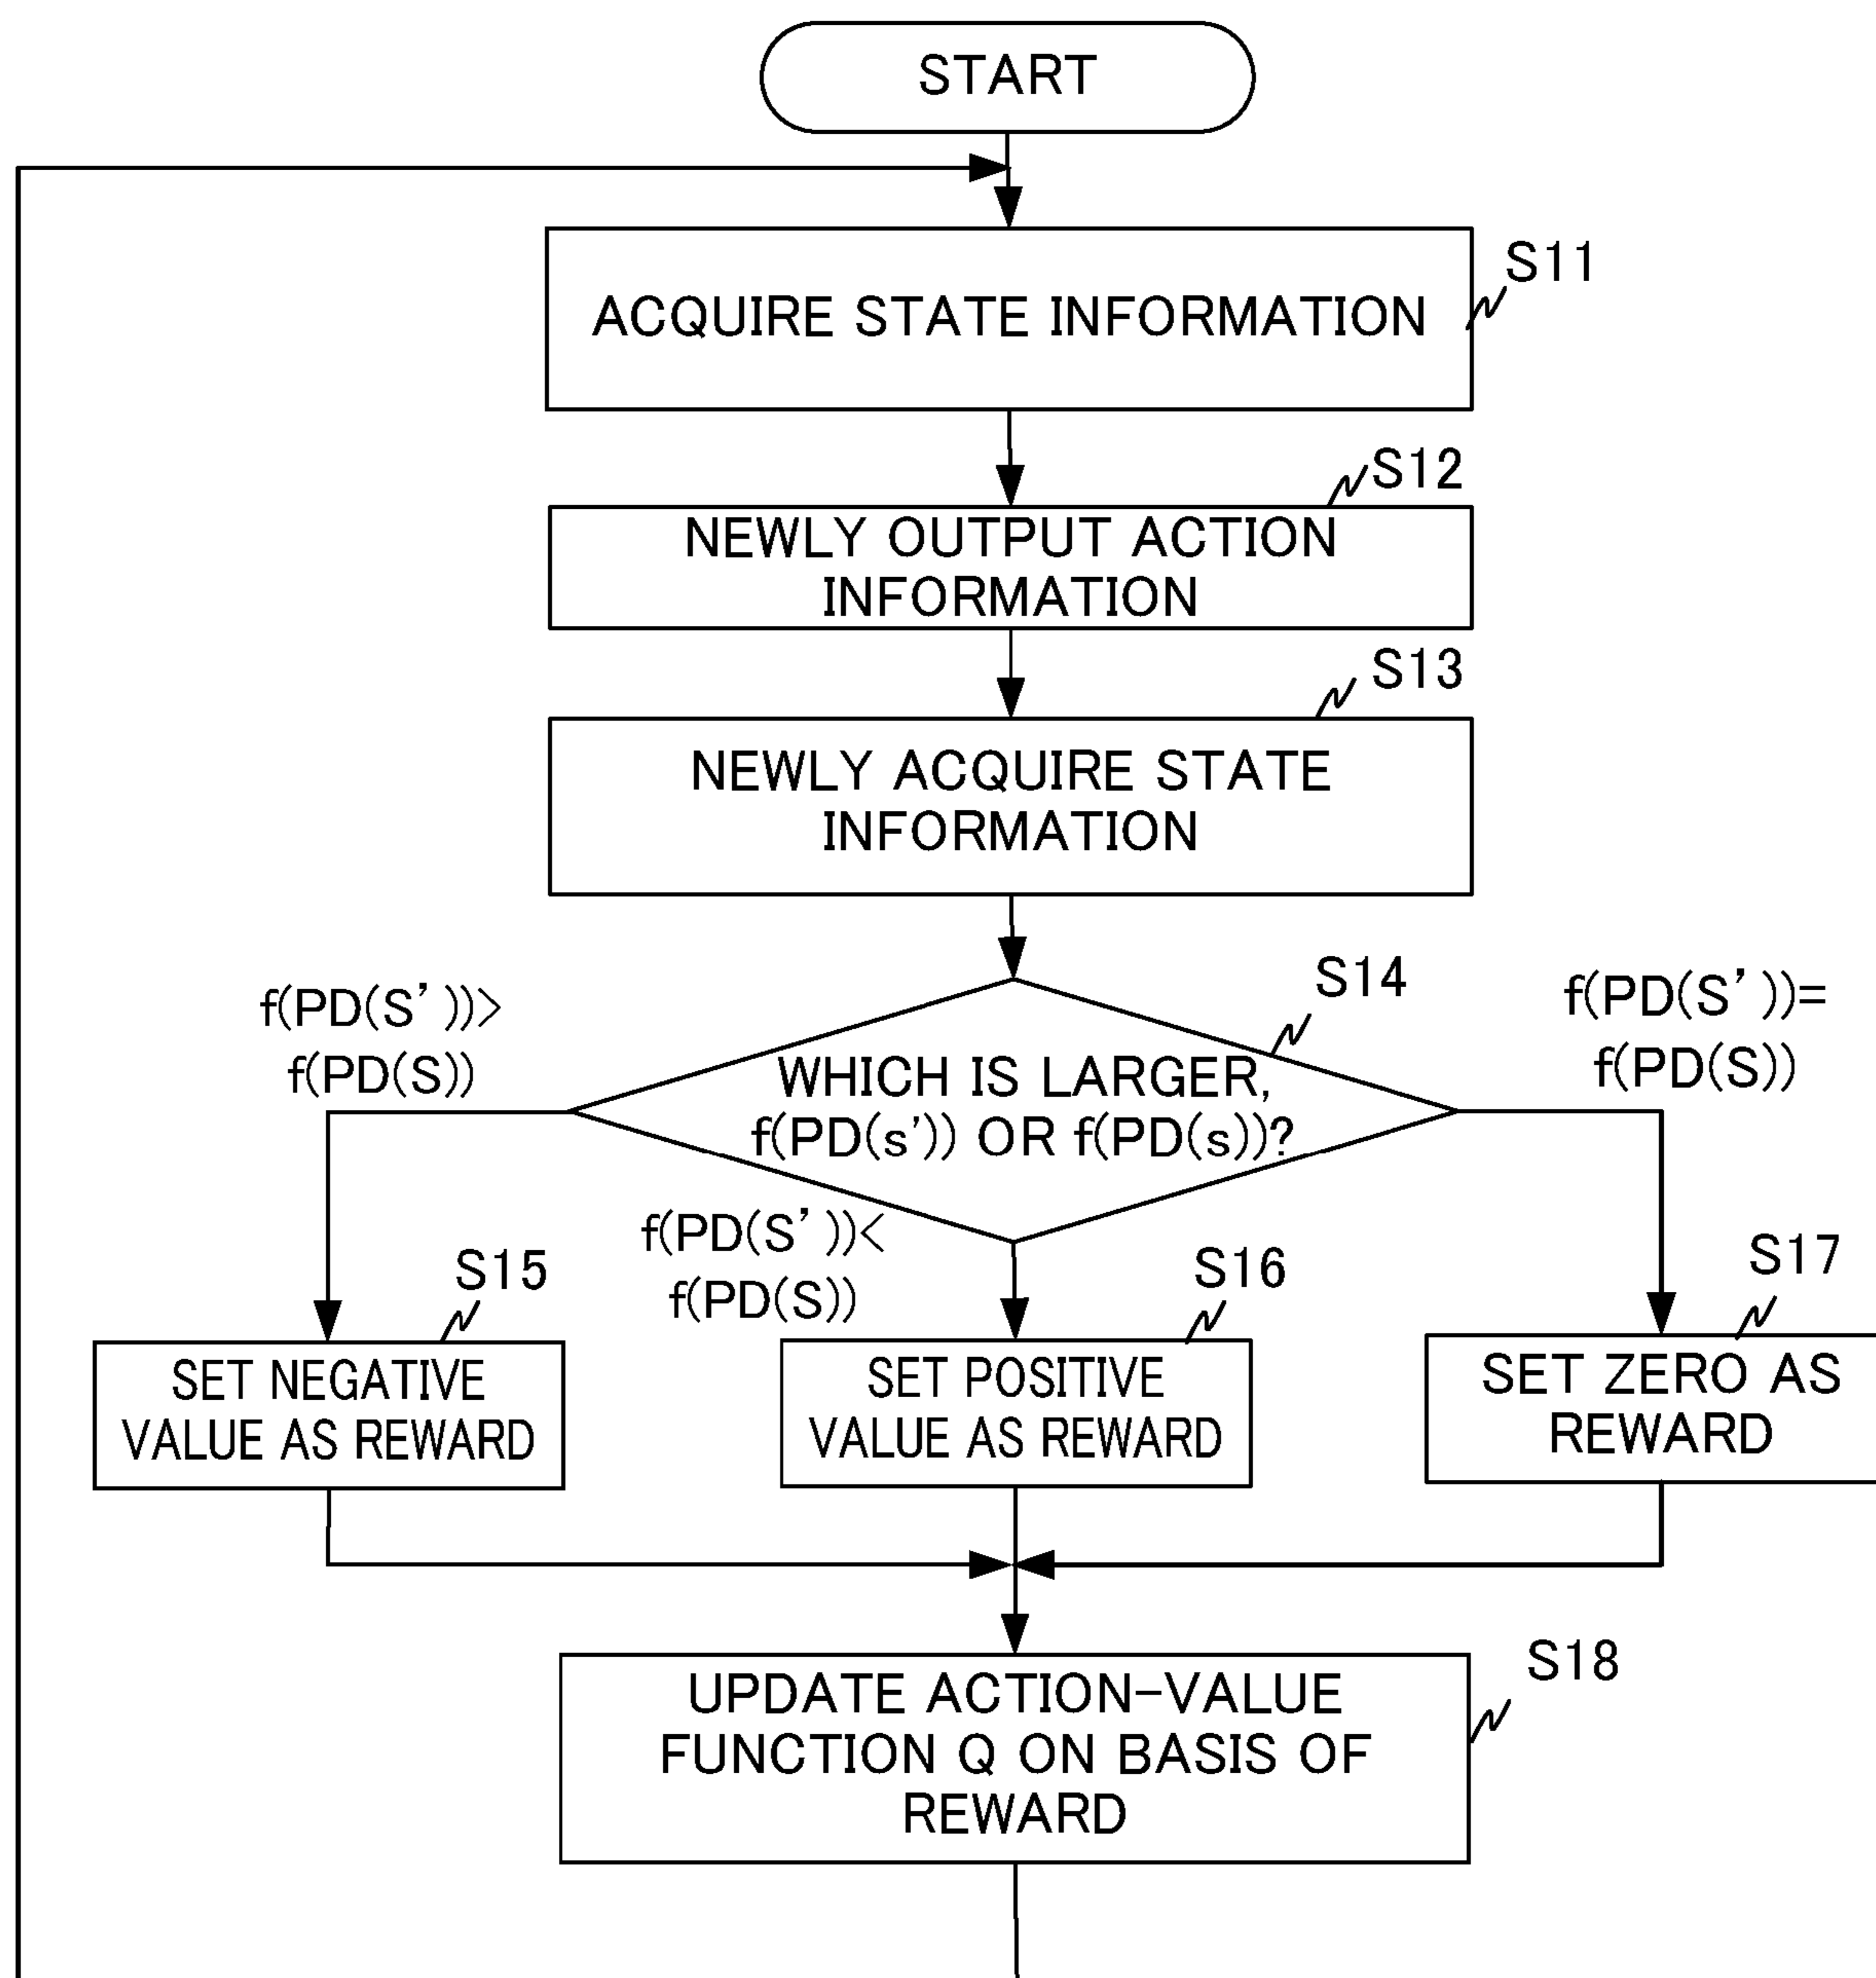 START
S11
ACQUIRE STATE INFORMATION
S12
NEWLY OUTPUT ACTION
INFORMATION
S13
NEWLY ACQUIRE STATE
INFORMATION
S14
f(PD(S'))>
f(PD(S))
f(PD(S'))=
f(PD(S))
WHICH IS LARGER,
f(PD(s')) OR f(PD(s))?
f(PD(S'))<
f(PD(S))
S15
S16
S17
SET NEGATIVE
VALUE AS REWARD
SET POSITIVE
VALUE AS REWARD
SET ZERO AS
REWARD
S18
UPDATE ACTION-VALUE
FUNCTION Q ON BASIS OF
REWARD